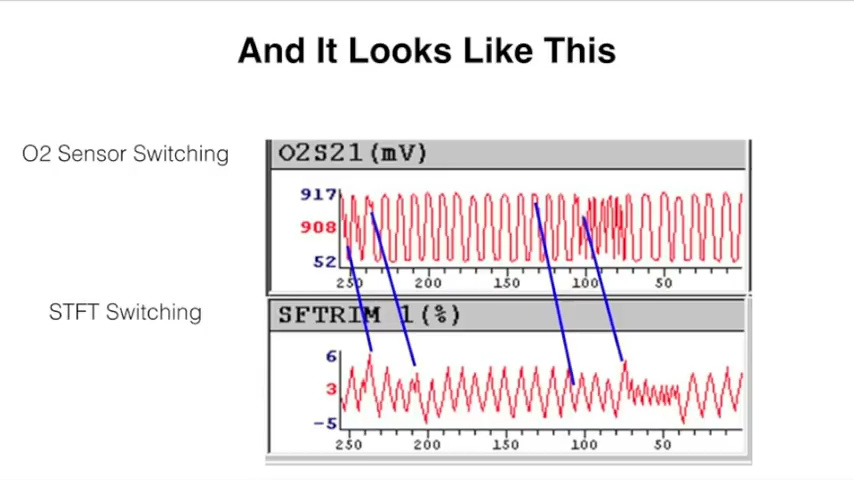 And It Looks Like This
O2 Sensor Switching
O2S21(mV)
917
908
52
250 200 150 100 50
STFT Switching
SFTRIM 1(%)
6
3
-5
250 200 150 100 50